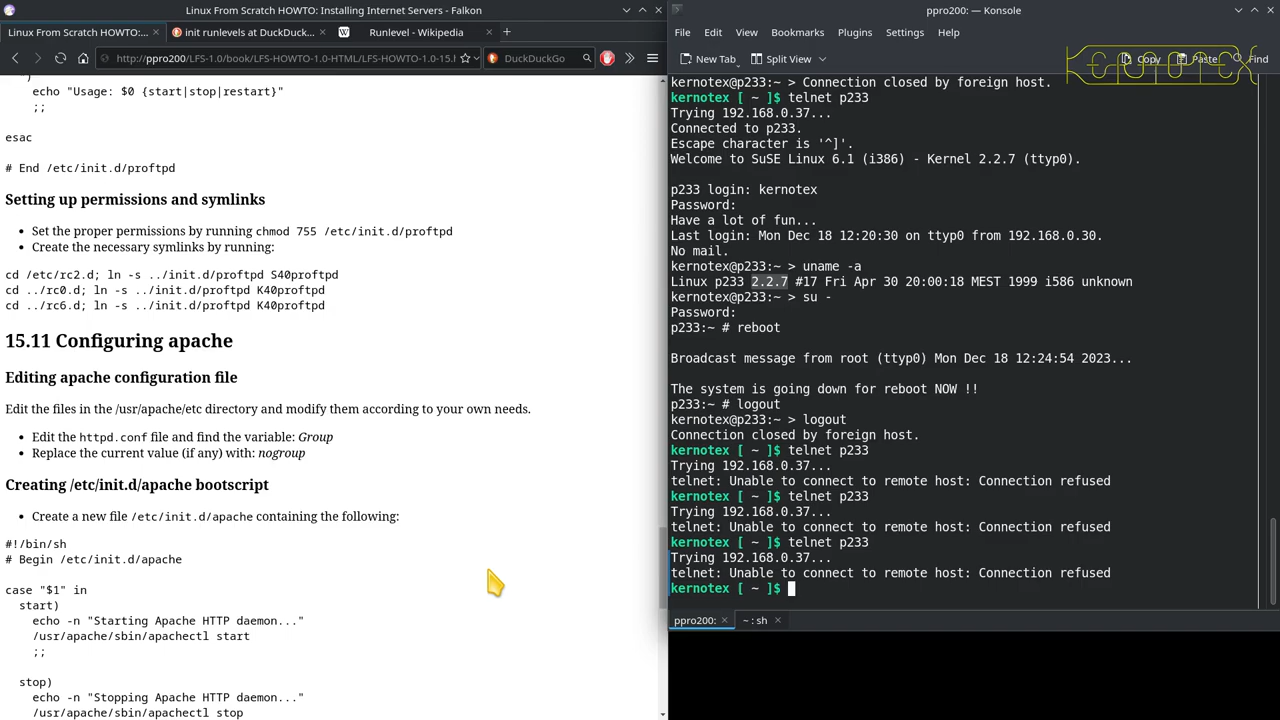 Linux From Scratch HOWTO: Installing Internet Servers - Falkon
Linux From Scratch HOWTO:...
init runlevels at DuckDuck...
Runlevel - Wikipedia
http://ppro200/LFS-1.0/book/LFS-HOWTO-1.0-HTML/LFS-HOWTO-1.0-15.l
DuckDuckGo
)
echo "Usage: $0 {start|stop|restart}"
;;
esac
# End /etc/init.d/proftpd
Setting up permissions and symlinks
Set the proper permissions by running chmod 755 /etc/init.d/proftpd
Create the necessary symlinks by running:
cd /etc/rc2.d; ln -s ../init.d/proftpd S40proftpd
cd ../rc0.d; ln -s ../init.d/proftpd K40proftpd
cd ../rc6.d; ln -s ../init.d/proftpd K40proftpd
15.11 Configuring apache
Editing apache configuration file
Edit the files in the /usr/apache/etc directory and modify them according to your own needs.
Edit the httpd.conf file and find the variable: Group
Replace the current value (if any) with: nogroup
Creating /etc/init.d/apache bootscript
Create a new file /etc/init.d/apache containing the following:
#!/bin/sh
# Begin /etc/init.d/apache
case "$1" in
start)
echo -n "Starting Apache HTTP daemon..."
/usr/apache/sbin/apachectl start
;;
stop)
echo -n "Stopping Apache HTTP daemon..."
/usr/apache/sbin/apachectl stop
ppro200: — Konsole
File Edit View Bookmarks Plugins Settings Help
New Tab Split View Copy Paste Find
Kernotex
kernotex@p233:~ > Connection closed by foreign host.
kernotex [ ~ ]$ telnet p233
Trying 192.168.0.37...
Connected to p233.
Escape character is '^]'.
Welcome to SuSE Linux 6.1 (i386) - Kernel 2.2.7 (ttyp0).
p233 login: kernotex
Password:
Have a lot of fun...
Last login: Mon Dec 18 12:20:30 on ttyp0 from 192.168.0.30.
No mail.
kernotex@p233:~ > uname -a
Linux p233 2.2.7 #17 Fri Apr 30 20:00:18 MEST 1999 i586 unknown
kernotex@p233:~ > su -
Password:
p233:~ # reboot
Broadcast message from root (ttyp0) Mon Dec 18 12:24:54 2023...
The system is going down for reboot NOW !!
p233:~ # logout
kernotex@p233:~ > logout
Connection closed by foreign host.
kernotex [ ~ ]$ telnet p233
Trying 192.168.0.37...
telnet: Unable to connect to remote host: Connection refused
kernotex [ ~ ]$ telnet p233
Trying 192.168.0.37...
telnet: Unable to connect to remote host: Connection refused
kernotex [ ~ ]$ telnet p233
Trying 192.168.0.37...
telnet: Unable to connect to remote host: Connection refused
kernotex [ ~ ]$
ppro200:
~ : sh